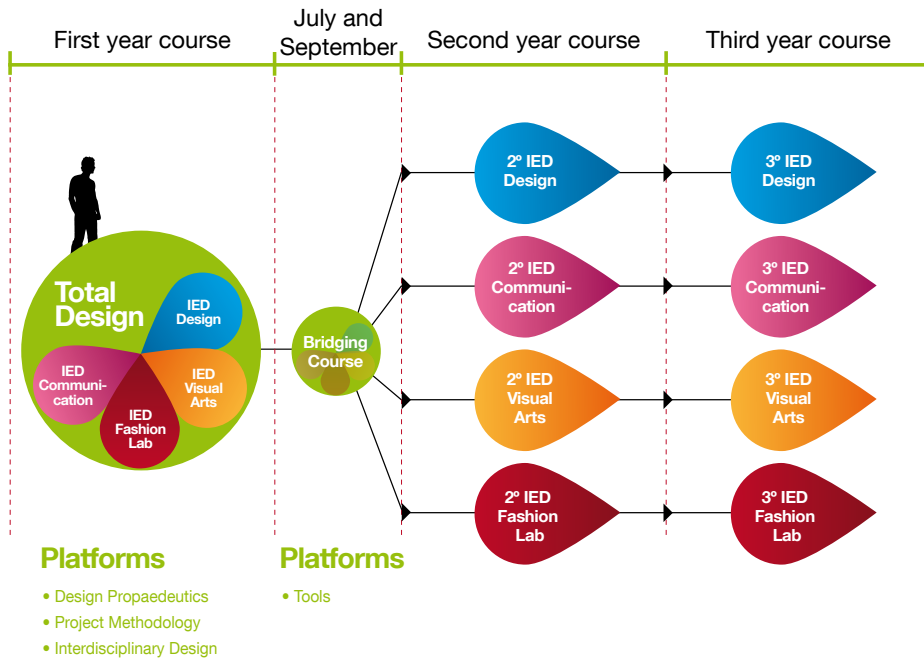 First year course
July and
September
Second year course
Third year course
Total
Design
IED
Design
IED
Communi-
cation
IED
Fashion
Lab
IED
Visual
Arts
Bridging
Course
2º IED
Design
3º IED
Design
2º IED
Communi-
cation
3º IED
Communi-
cation
2º IED
Visual
Arts
3º IED
Visual
Arts
2º IED
Fashion
Lab
3º IED
Fashion
Lab
Platforms
• Design Propaedeutics
• Project Methodology
• Interdisciplinary Design
Platforms
• Tools